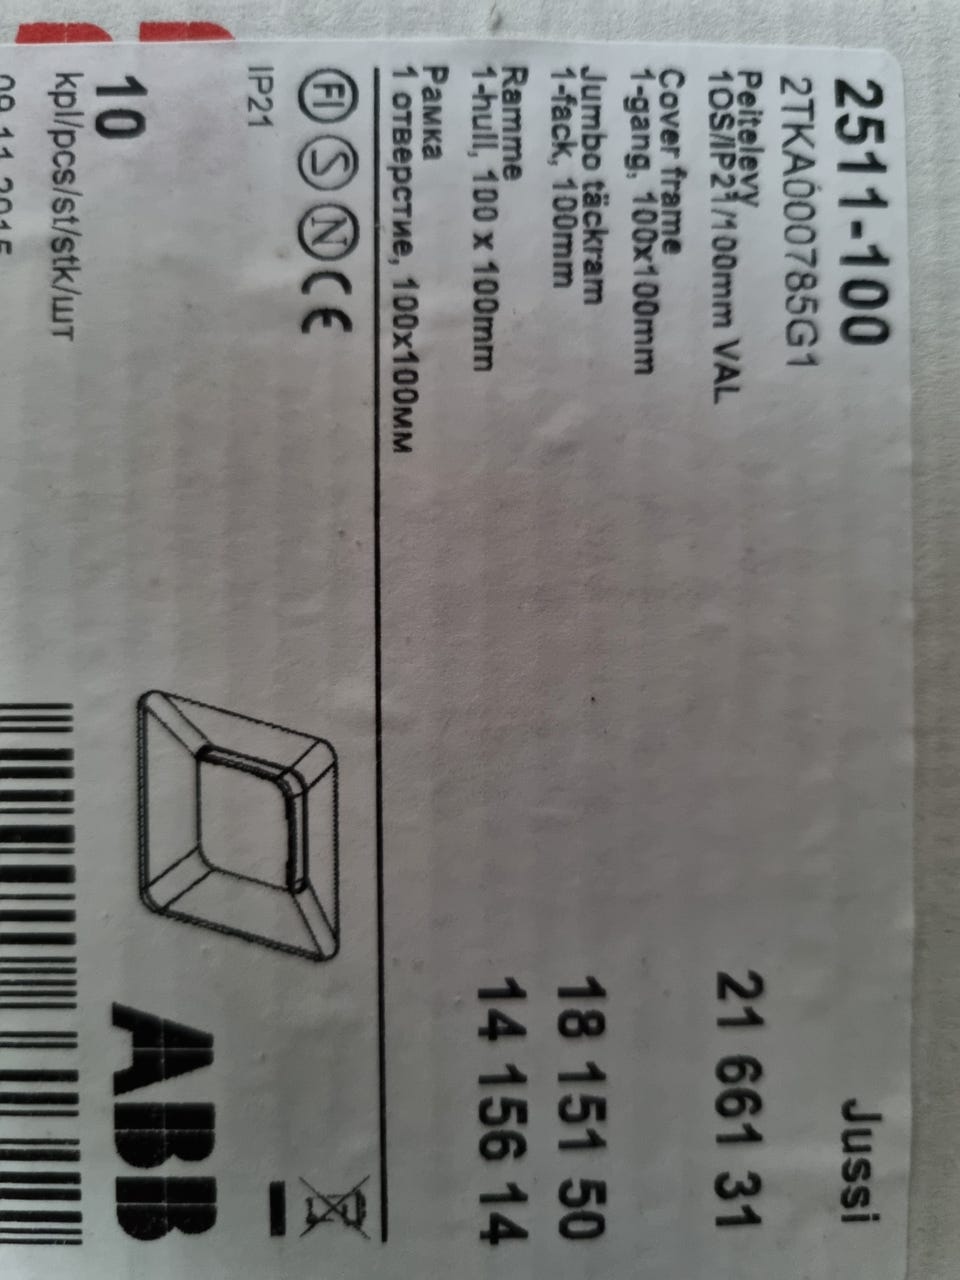 2511-100 Jussi
2TKA000785G1
Peitelevy
1OS/IP21/100mm VAL 21 661 31
Cover frame
1-gang, 100x100mm
Jumbo täckram
1-fack, 100mm 18 151 50
Ramme
1-hull, 100 x 100mm 14 156 14
Рамка
1 отверстие, 100x100мм
FI S N CE
IP21
10
kpl/pcs/st/stk/шт
ABB